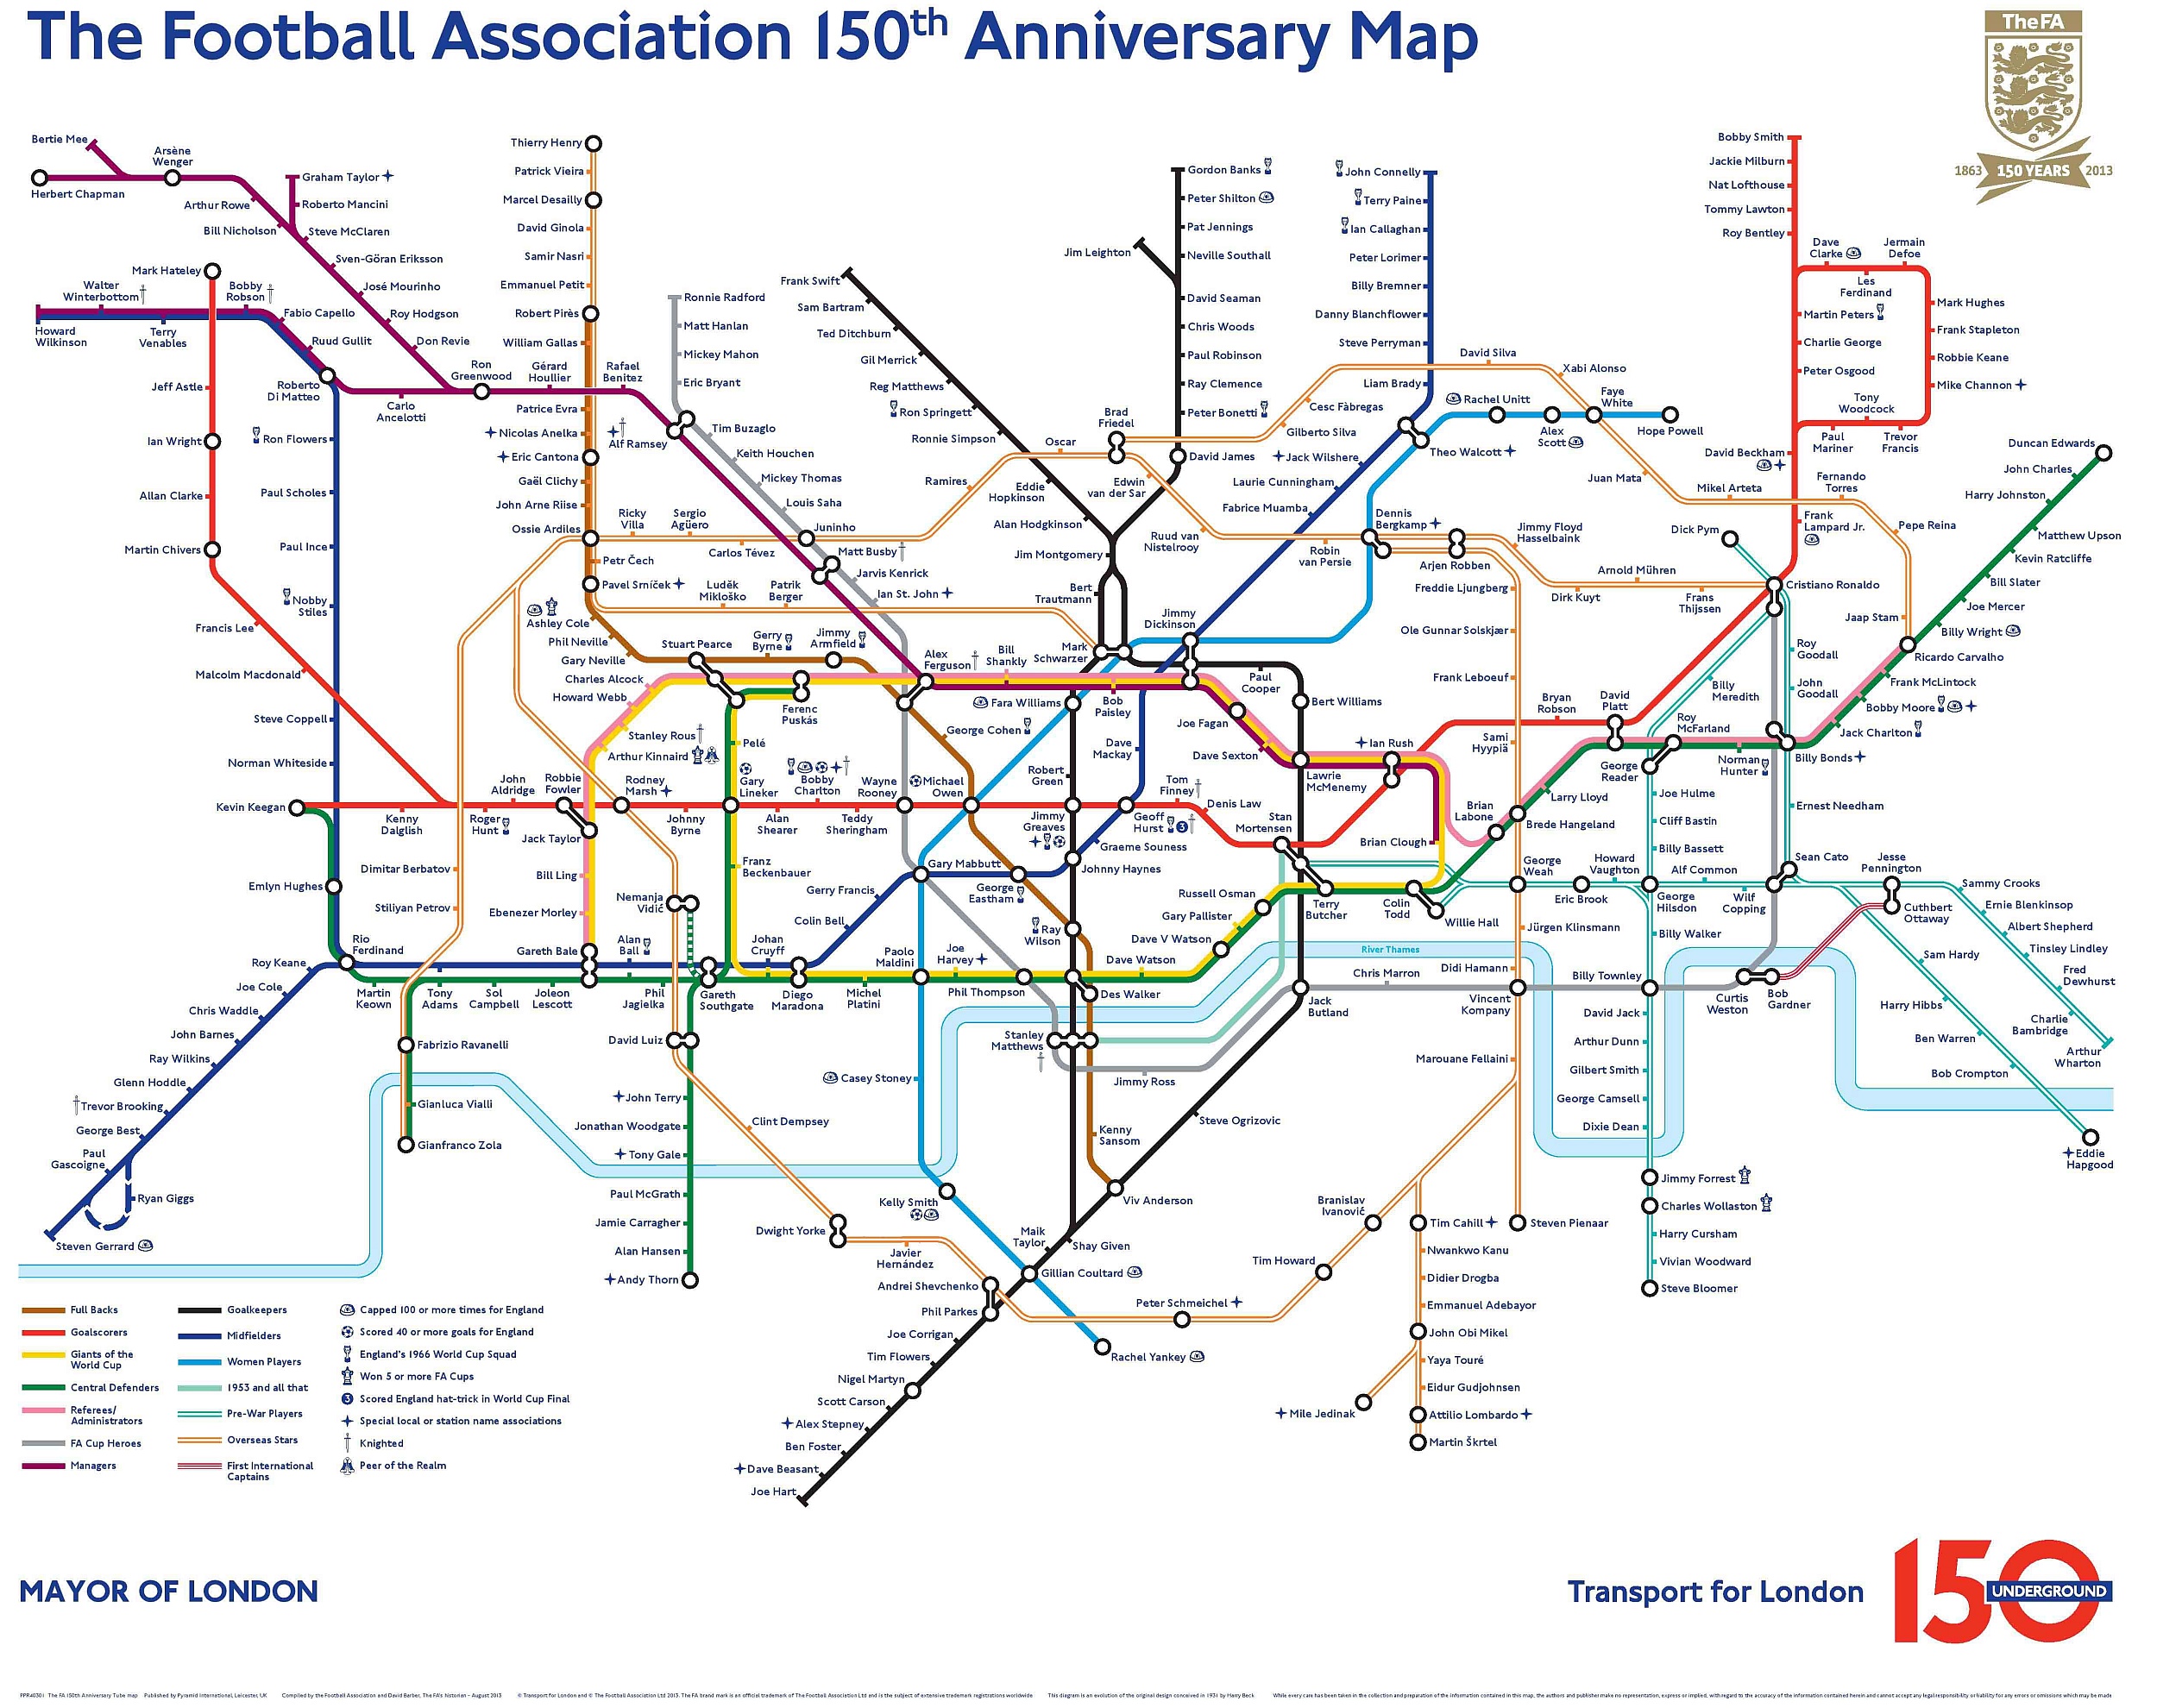 The Football Association 150th Anniversary Map
TheFA
1863 150 YEARS 2013
Bertie Mee
Arsène
Wenger
Herbert Chapman
Graham Taylor
Roberto Mancini
Arthur Rowe
Bill Nicholson
Steve McClaren
Sven-Göran Eriksson
José Mourinho
Roy Hodgson
Don Revie
Mark Hateley
Walter
Winterbottom
Bobby
Robson
Howard
Wilkinson
Terry
Venables
Fabio Capello
Ruud Gullit
Roberto
Di Matteo
Carlo
Ancelotti
Ron
Greenwood
Gérard
Houllier
Rafael
Benitez
Jeff Astle
Ian Wright
Allan Clarke
Martin Chivers
Francis Lee
Malcolm Macdonald
Ron Flowers
Paul Scholes
Paul Ince
Nobby
Stiles
Steve Coppell
Norman Whiteside
Kevin Keegan
Emlyn Hughes
Thierry Henry
Patrick Vieira
Marcel Desailly
David Ginola
Samir Nasri
Emmanuel Petit
Robert Pirès
William Gallas
Patrice Evra
Nicolas Anelka
Eric Cantona
Gaël Clichy
John Arne Riise
Ossie Ardiles
Petr Čech
Pavel Srníček
Ashley Cole
Phil Neville
Gary Neville
Charles Alcock
Howard Webb
Stanley Rous
Arthur Kinnaird
Ronnie Radford
Matt Hanlan
Mickey Mahon
Eric Bryant
Alf Ramsey
Tim Buzaglo
Keith Houchen
Mickey Thomas
Louis Saha
Juninho
Matt Busby
Jarvis Kenrick
Ian St. John
Ricky
Villa
Sergio
Agüero
Carlos Tévez
Luděk
Mikloško
Patrik
Berger
Stuart Pearce
Gerry
Byrne
Jimmy
Armfield
Ferenc
Puskás
Pelé
Gary
Lineker
Franz
Beckenbauer
Frank Swift
Sam Bartram
Ted Ditchburn
Gil Merrick
Reg Matthews
Ron Springett
Ronnie Simpson
Eddie
Hopkinson
Alan Hodgkinson
Jim Montgomery
Bert
Trautmann
Mark
Schwarzer
Ramires
Oscar
Brad
Friedel
Edwin
van der Sar
Ruud van
Nistelrooy
Jim Leighton
Gordon Banks
Peter Shilton
Pat Jennings
Neville Southall
David Seaman
Chris Woods
Paul Robinson
Ray Clemence
Peter Bonetti
David James
John Connelly
Terry Paine
Ian Callaghan
Peter Lorimer
Billy Bremner
Danny Blanchflower
Steve Perryman
Liam Brady
Cesc Fàbregas
Gilberto Silva
Jack Wilshere
Laurie Cunningham
Fabrice Muamba
Jimmy
Dickinson
David Silva
Xabi Alonso
Rachel Unitt
Alex
Scott
Faye
White
Hope Powell
Theo Walcott
Dennis
Bergkamp
Robin
van Persie
Arjen Robben
Jimmy Floyd
Hasselbaink
Juan Mata
Mikel Arteta
Fernando
Torres
Pepe Reina
Jaap Stam
Arnold Mühren
Dirk Kuyt
Frans
Thijssen
Freddie Ljungberg
Ole Gunnar Solskjær
Frank Leboeuf
Sami
Hyypiä
Bobby Smith
Jackie Milburn
Nat Lofthouse
Tommy Lawton
Roy Bentley
Dave
Clarke
Jermain
Defoe
Les
Ferdinand
Martin Peters
Charlie George
Peter Osgood
Mark Hughes
Frank Stapleton
Robbie Keane
Mike Channon
Tony
Woodcock
Paul
Mariner
Trevor
Francis
David Beckham
Frank
Lampard Jr.
Dick Pym
Cristiano Ronaldo
Duncan Edwards
John Charles
Harry Johnston
Matthew Upson
Kevin Ratcliffe
Bill Slater
Joe Mercer
Billy Wright
Ricardo Carvalho
Frank McLintock
Bobby Moore
Jack Charlton
Billy Bonds
Norman
Hunter
Roy
McFarland
Roy
Goodall
John
Goodall
Billy
Meredith
Bryan
Robson
David
Platt
George
Reader
Larry Lloyd
Joe Hulme
Cliff Bastin
Billy Bassett
Ernest Needham
Alex
Ferguson
Bill
Shankly
Bob
Paisley
Fara Williams
George Cohen
Paul
Cooper
Bert Williams
Joe Fagan
Dave Sexton
Dave
Mackay
Robert
Green
Ian Rush
Lawrie
McMenemy
Brian Clough
Brian
Labone
Brede Hangeland
Kenny
Dalglish
John
Aldridge
Roger
Hunt
Robbie
Fowler
Jack Taylor
Rodney
Marsh
Johnny
Byrne
Alan
Shearer
Bobby
Charlton
Teddy
Sheringham
Wayne
Rooney
Michael
Owen
Jimmy
Greaves
Geoff
Hurst
Tom
Finney
Denis Law
Stan
Mortensen
Graeme Souness
Johnny Haynes
Gary Mabbutt
George
Eastham
Gerry Francis
Colin Bell
Ray
Wilson
Dimitar Berbatov
Stiliyan Petrov
Bill Ling
Ebenezer Morley
Gareth Bale
Nemanja
Vidić
Alan
Ball
Rio
Ferdinand
Roy Keane
Joe Cole
Chris Waddle
John Barnes
Ray Wilkins
Glenn Hoddle
Trevor Brooking
George Best
Paul
Gascoigne
Ryan Giggs
Steven Gerrard
Martin
Keown
Tony
Adams
Sol
Campbell
Joleon
Lescott
Phil
Jagielka
Gareth
Southgate
Johan
Cruyff
Diego
Maradona
Michel
Platini
Paolo
Maldini
Joe
Harvey
Phil Thompson
Des Walker
Dave Watson
Dave V Watson
Gary Pallister
Russell Osman
Terry
Butcher
Colin
Todd
Willie Hall
George
Weah
Eric Brook
Howard
Vaughton
George
Hilsdon
Alf Common
Wilf
Copping
Sean Cato
Jesse
Pennington
Cuthbert
Ottaway
Sammy Crooks
Ernie Blenkinsop
Albert Shepherd
Tinsley Lindley
Fred
Dewhurst
Charlie
Bambridge
Arthur
Wharton
Sam Hardy
Harry Hibbs
Ben Warren
Bob Crompton
Eddie
Hapgood
River Thames
Jürgen Klinsmann
Didi Hamann
Chris Marron
Vincent
Kompany
Marouane Fellaini
Billy Walker
Billy Townley
Curtis
Weston
Bob
Gardner
David Jack
Arthur Dunn
Gilbert Smith
George Camsell
Dixie Dean
Jimmy Forrest
Charles Wollaston
Harry Cursham
Vivian Woodward
Steve Bloomer
Fabrizio Ravanelli
Gianluca Vialli
Gianfranco Zola
David Luiz
John Terry
Jonathan Woodgate
Tony Gale
Paul McGrath
Jamie Carragher
Alan Hansen
Andy Thorn
Clint Dempsey
Dwight Yorke
Javier
Hernández
Casey Stoney
Kelly Smith
Stanley
Matthews
Jimmy Ross
Jack
Butland
Steve Ogrizovic
Kenny
Sansom
Viv Anderson
Maik
Taylor
Shay Given
Gillian Coultard
Rachel Yankey
Andrei Shevchenko
Phil Parkes
Joe Corrigan
Tim Flowers
Nigel Martyn
Scott Carson
Alex Stepney
Ben Foster
Dave Beasant
Joe Hart
Peter Schmeichel
Tim Howard
Branislav
Ivanović
Tim Cahill
Steven Pienaar
Nwankwo Kanu
Didier Drogba
Emmanuel Adebayor
John Obi Mikel
Yaya Touré
Eidur Gudjohnsen
Mile Jedinak
Attilio Lombardo
Martin Škrtel
Full Backs
Goalscorers
Giants of the
World Cup
Central Defenders
Referees/
Administrators
FA Cup Heroes
Managers
Goalkeepers
Midfielders
Women Players
1953 and all that
Pre-War Players
Overseas Stars
First International
Captains
Capped 100 or more times for England
Scored 40 or more goals for England
England's 1966 World Cup Squad
Won 5 or more FA Cups
3 Scored England hat-trick in World Cup Final
Special local or station name associations
Knighted
Peer of the Realm
MAYOR OF LONDON
Transport for London
150
UNDERGROUND
The FA 150th Anniversary Tube map Published by Pyramid International, Leicester, UK Compiled by the Football Association and David Barber, The FA's historian – August 2013 © Transport for London and © The Football Association Ltd 2013. The FA brand mark is an official trademark of The Football Association Ltd and is the subject of extensive trademark registrations worldwide. This diagram is an evolution of the original design conceived in 1931 by Harry Beck While every care has been taken in the collection and preparation of the information contained in this map, the authors and publisher make no representation, express or implied, with regard to the accuracy of the information contained herein and cannot accept any legal responsibility or liability for any errors or omissions which may be made